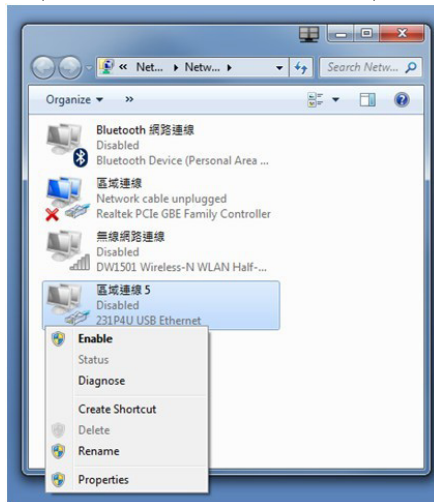 « Net... Netw...
Search Netw...
Organize »
Bluetooth 網路連線
Disabled
Bluetooth Device (Personal Area ...
區域連線
Network cable unplugged
Realtek PCIe GBE Family Controller
無線網路連線
Disabled
DW1501 Wireless-N WLAN Half-...
區域連線 5
Disabled
231P4U USB Ethernet
Enable
Status
Diagnose
Create Shortcut
Delete
Rename
Properties